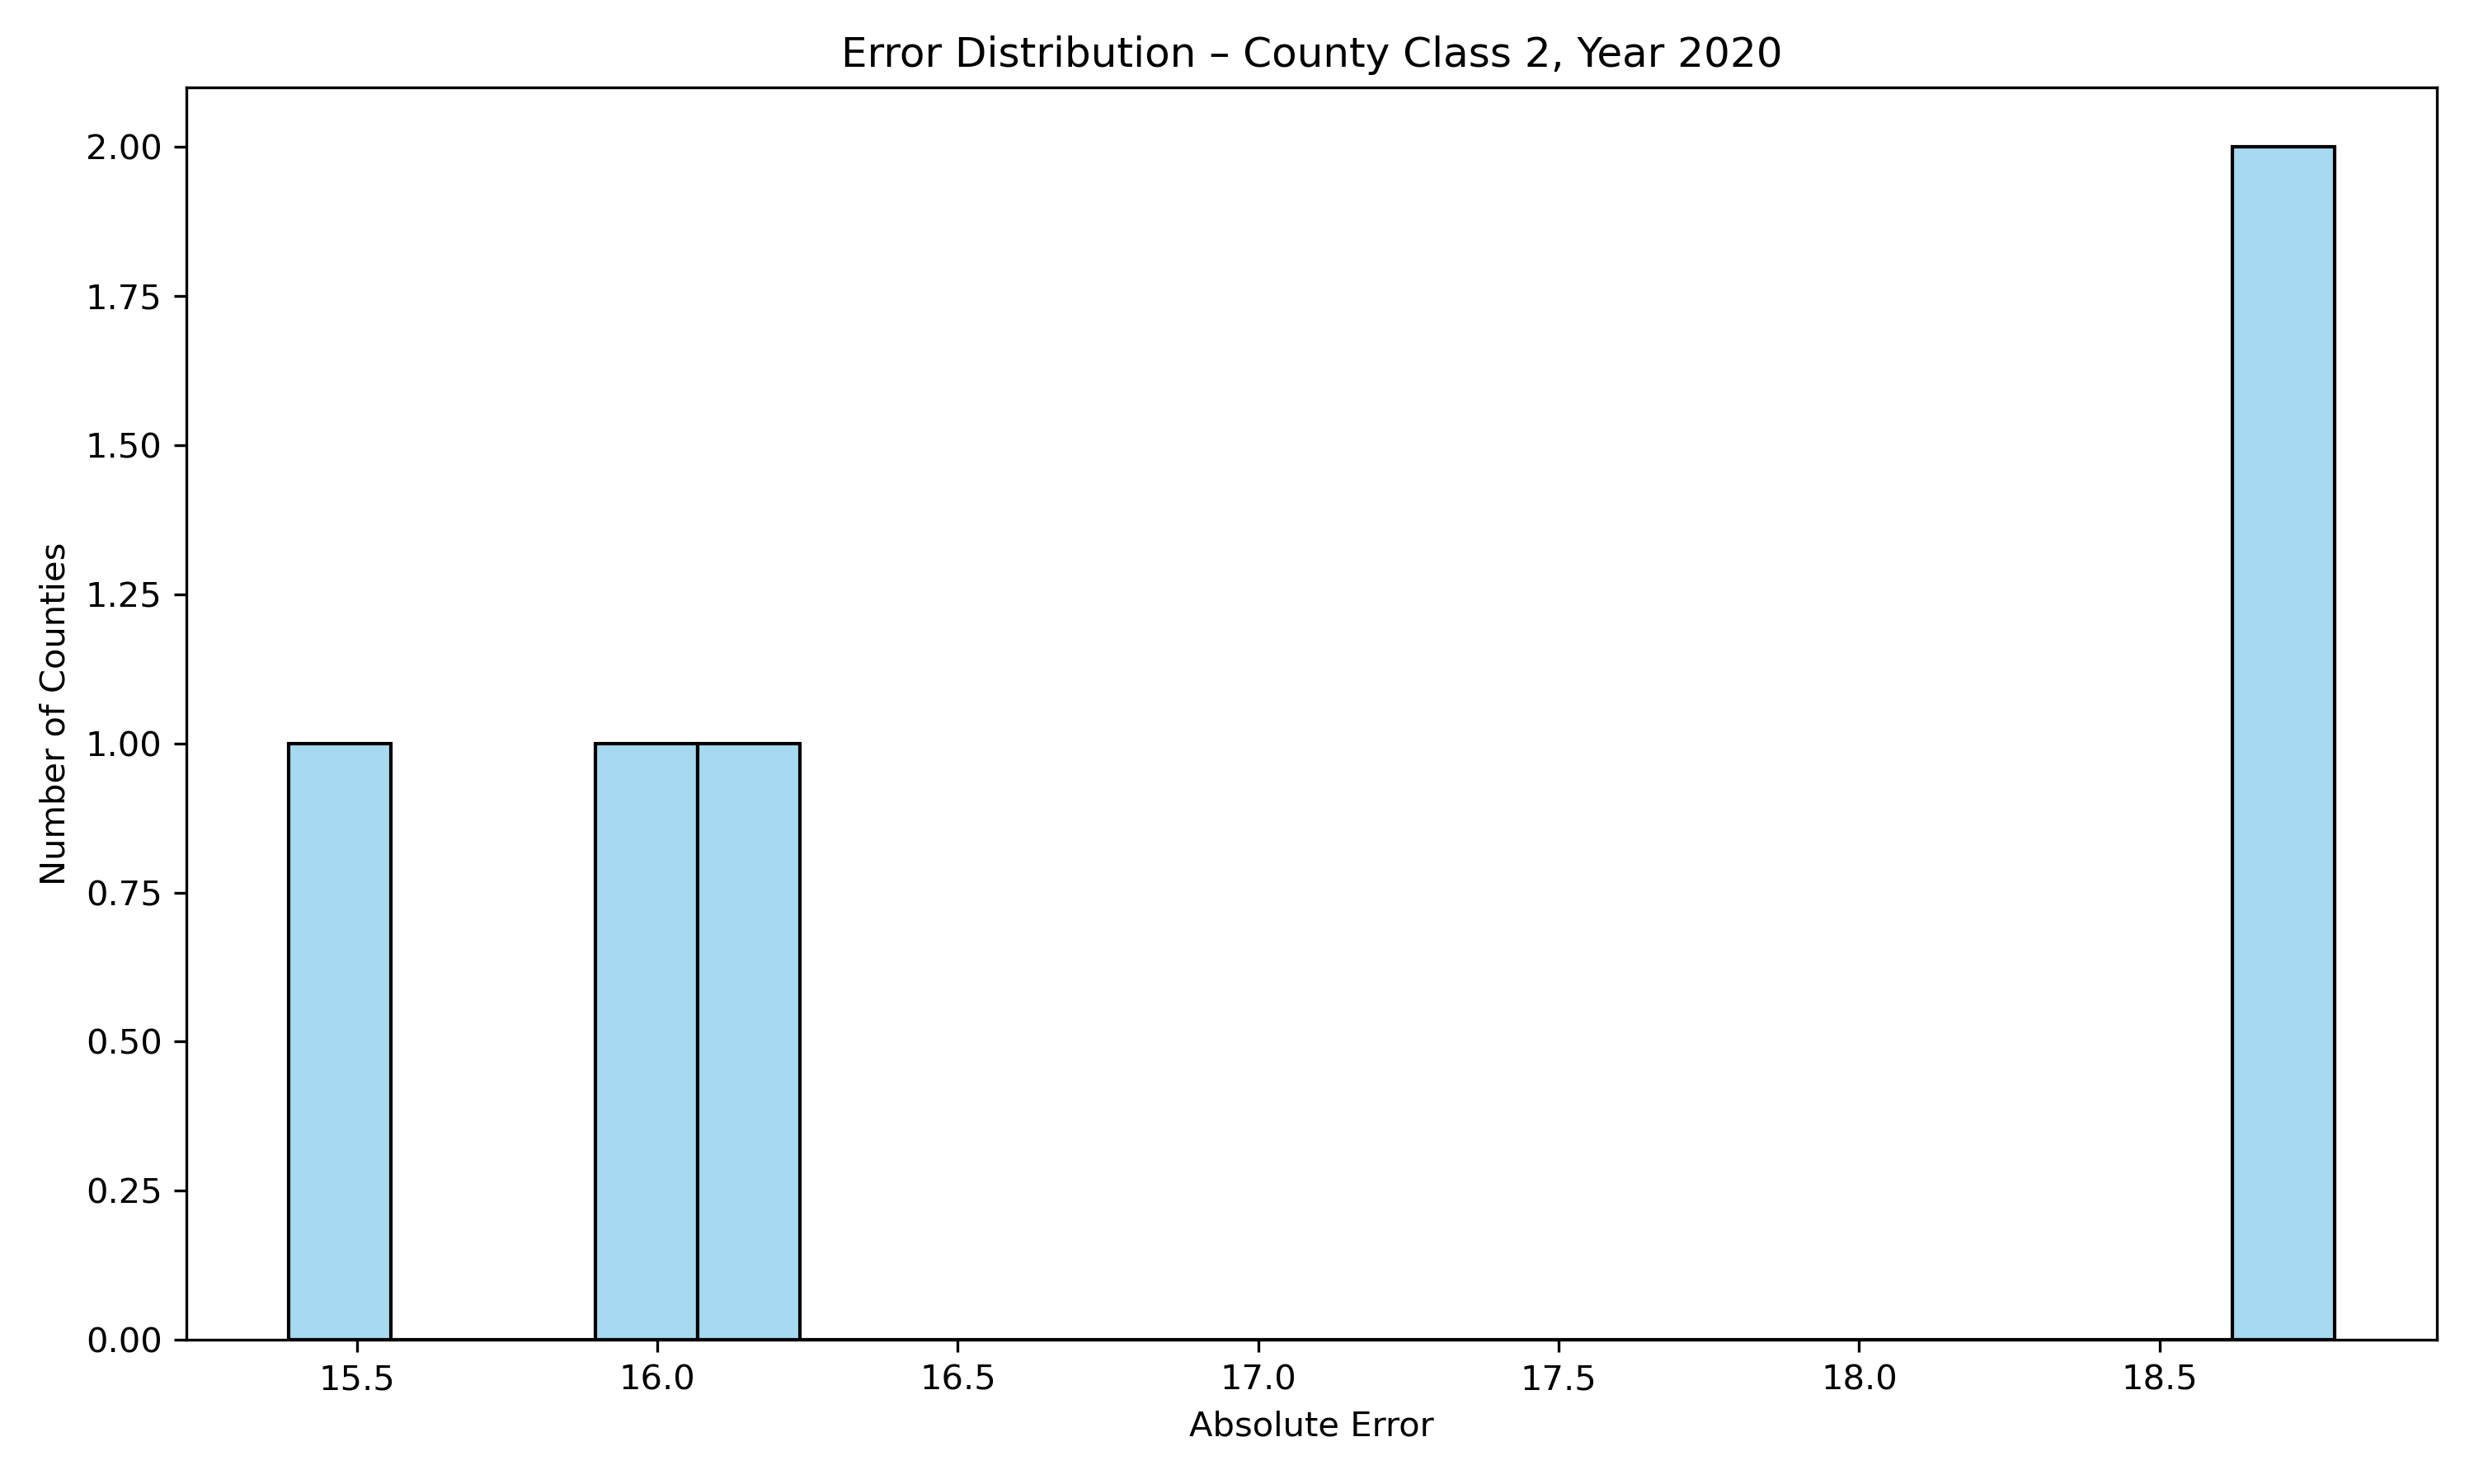 Error Distribution – County Class 2, Year 2020
Number of Counties
2.00
1.75
1.50
1.25
1.00
0.75
0.50
0.25
0.00
15.5 16.0 16.5 17.0 17.5 18.0 18.5
Absolute Error